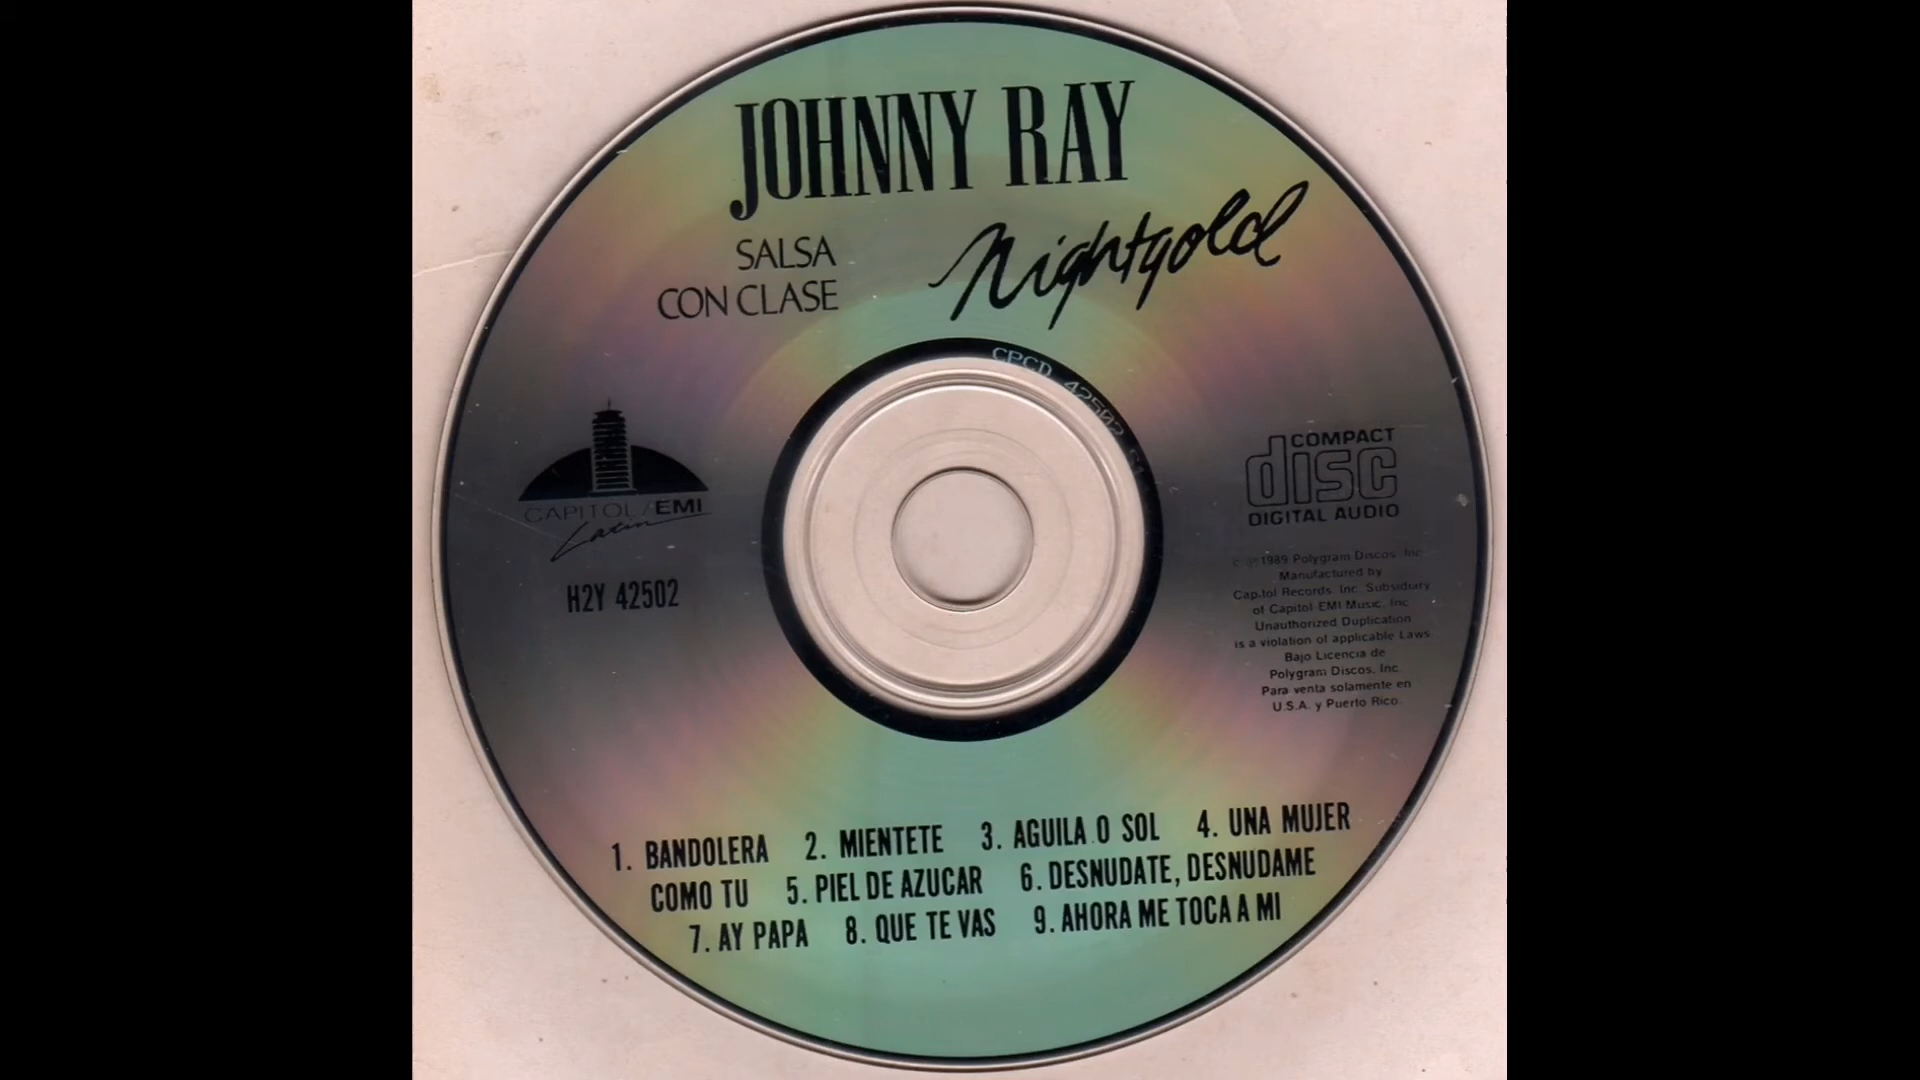 JOHNNY RAY
SALSA
CON CLASE
Nightgold
CPCD 42502
CAPITOL / EMI
Latin
H2Y 42502
COMPACT
disc
DIGITAL AUDIO
1989 Polygram Discos, Inc.
Manufactured by
Capitol Records, Inc. Subsidiary
of Capitol-EMI Music, Inc.
Unauthorized Duplication
is a violation of applicable Laws.
Bajo Licencia de
Polygram Discos, Inc.
Para venta solamente en
U.S.A. y Puerto Rico.
1. BANDOLERA 2. MIENTETE 3. AGUILA O SOL 4. UNA MUJER
COMO TU 5. PIEL DE AZUCAR 6. DESNUDATE, DESNUDAME
7. AY PAPA 8. QUE TE VAS 9. AHORA ME TOCA A MI